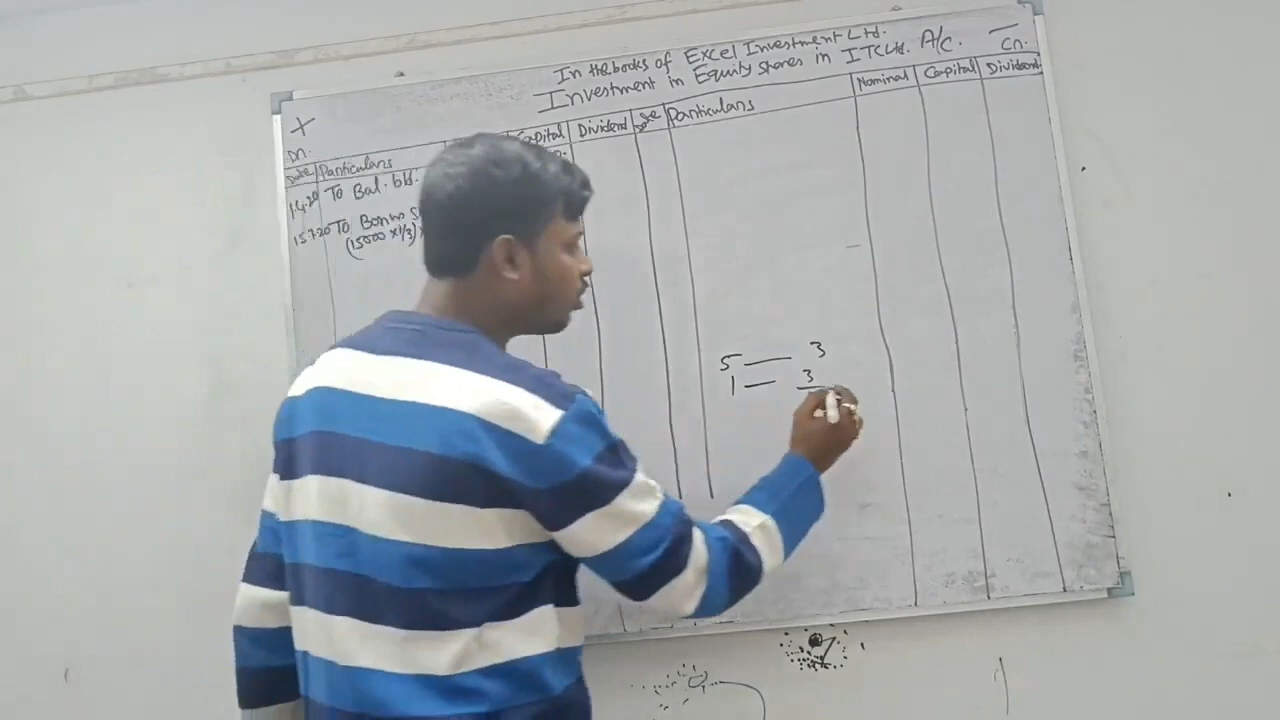 In the books of Excel Investment Ltd.
Investment in Equity Shares in ITC Ltd. A/C.
Dr. Cr.
Date Particulars Capital Dividend Date Particulars Nominal Capital Dividend
1.4.20 To Bal. b/d.
15.7.20 To Bonus S
(15000 x 1/3) x
5 — 3
1 — 3